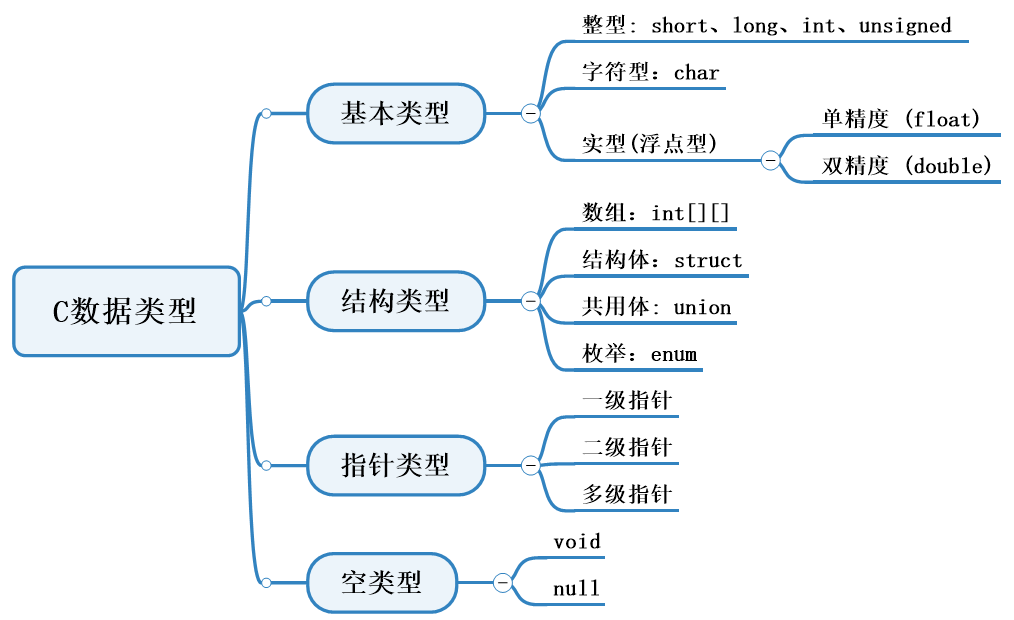 C数据类型
基本类型
整型: short、long、int、unsigned
字符型：char
实型(浮点型)
单精度 (float)
双精度 (double)
结构类型
数组：int[][]
结构体：struct
共用体: union
枚举：enum
指针类型
一级指针
二级指针
多级指针
空类型
void
null